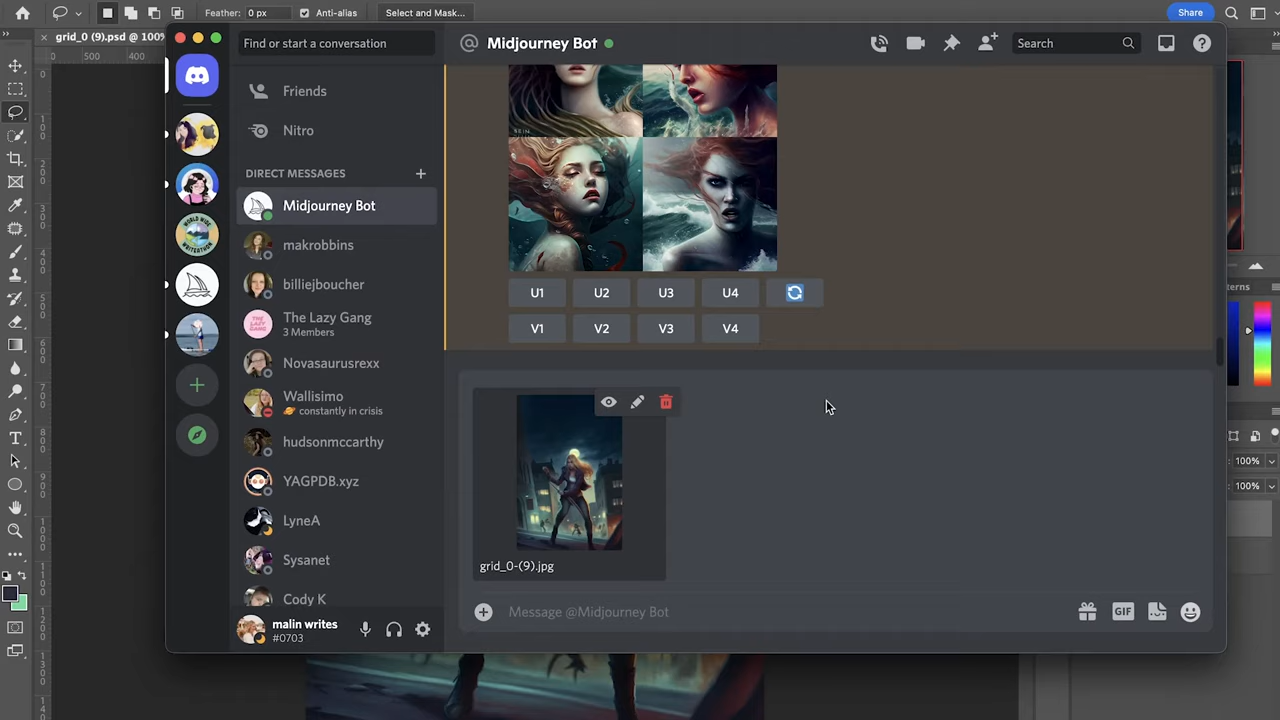 Feather: 0 px
Anti-alias
Select and Mask...
Share
grid_0 (9).psd @ 100%
500
600
Find or start a conversation
Midjourney Bot
Search
Friends
Nitro
DIRECT MESSAGES
Midjourney Bot
makrobbins
billiejboucher
The Lazy Gang
3 Members
Novasaurusrexx
Wallisimo
constantly in crisis
hudsonmccarthy
YAGPDB.xyz
LyneA
Sysanet
Cody K
malin writes
#0703
U1
U2
U3
U4
V1
V2
V3
V4
grid_0-(9).jpg
Message @Midjourney Bot
GIF
terns
100%
100%